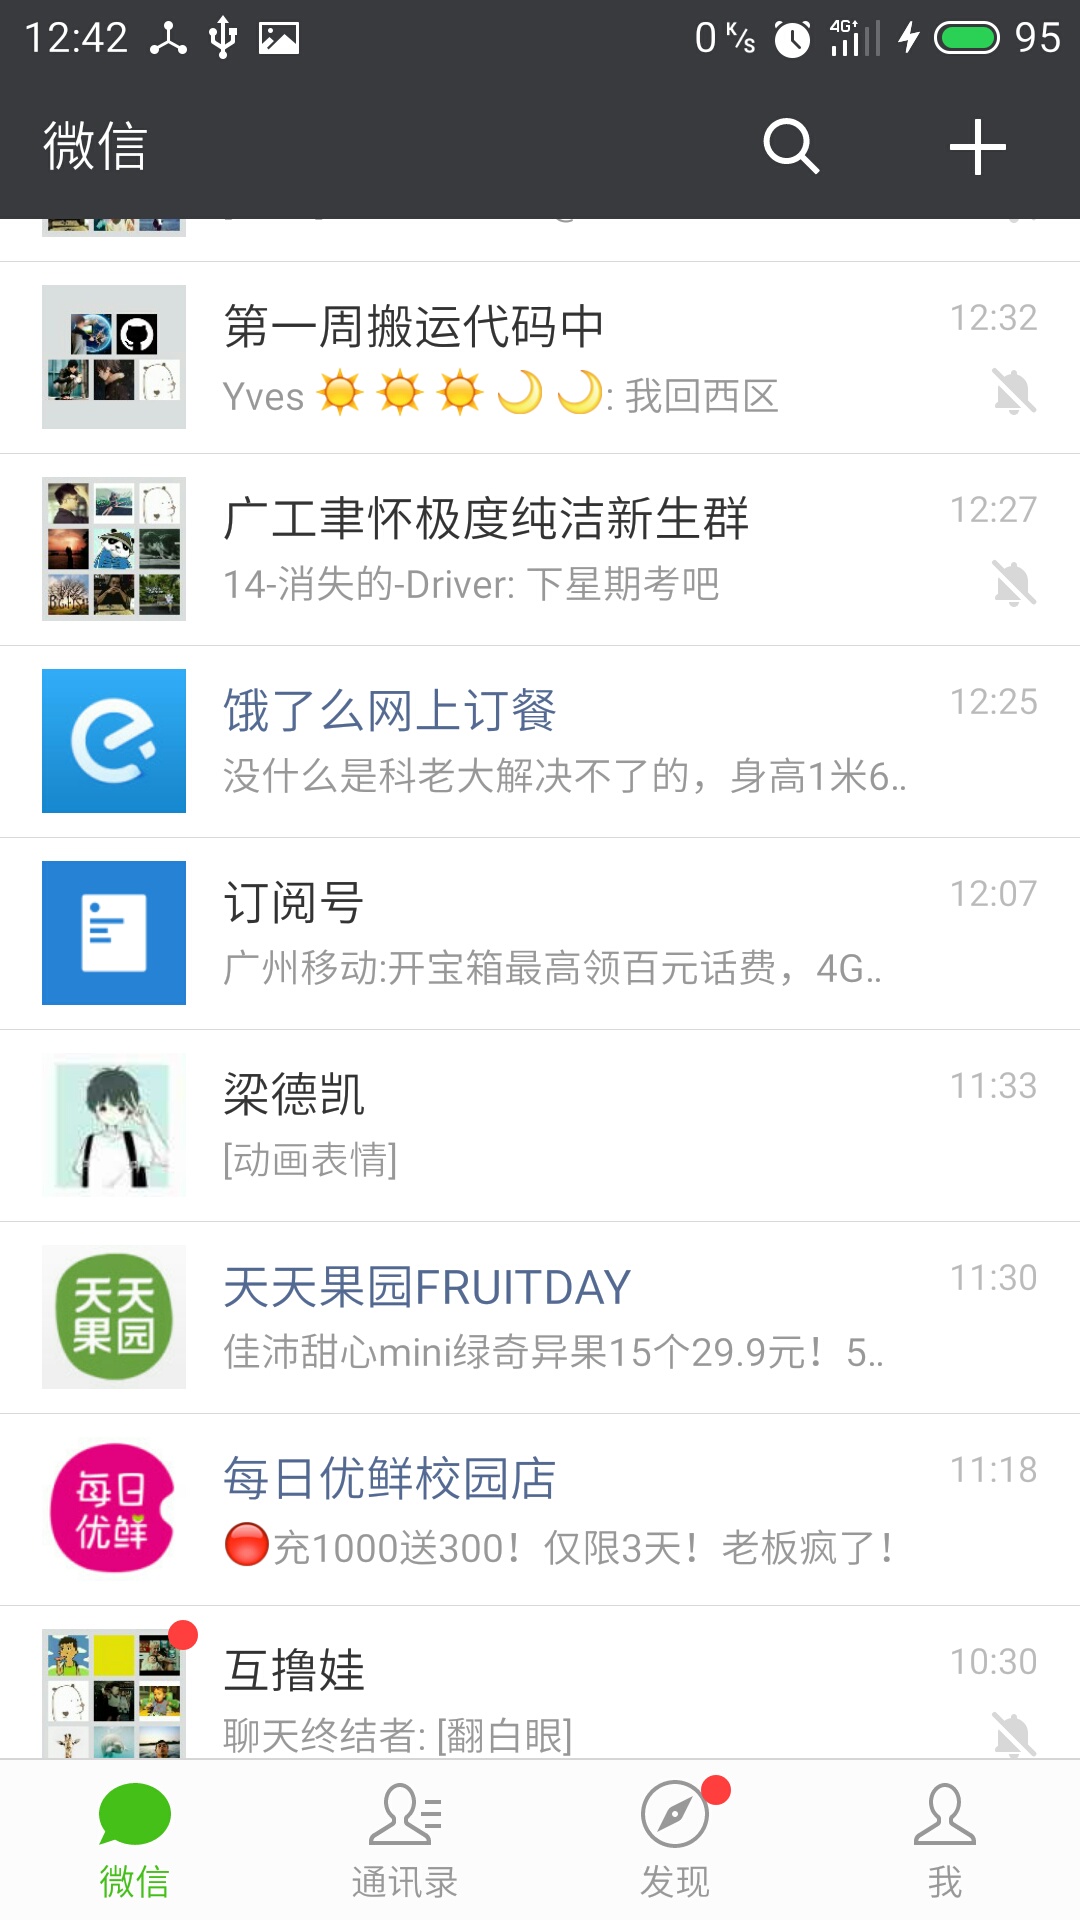 12:42
0 K/s
4G+
95
微信
第一周搬运代码中
12:32
Yves ☀️☀️☀️🌙🌙: 我回西区
广工聿怀极度纯洁新生群
12:27
14-消失的-Driver: 下星期考吧
饿了么网上订餐
12:25
没什么是科老大解决不了的，身高1米6..
订阅号
12:07
广州移动:开宝箱最高领百元话费，4G..
梁德凯
11:33
[动画表情]
天天
果园
天天果园FRUITDAY
11:30
佳沛甜心mini绿奇异果15个29.9元！5..
每日
优鲜
每日优鲜校园店
11:18
🔴充1000送300！仅限3天！老板疯了！
互撸娃
10:30
聊天终结者: [翻白眼]
微信
通讯录
发现
我